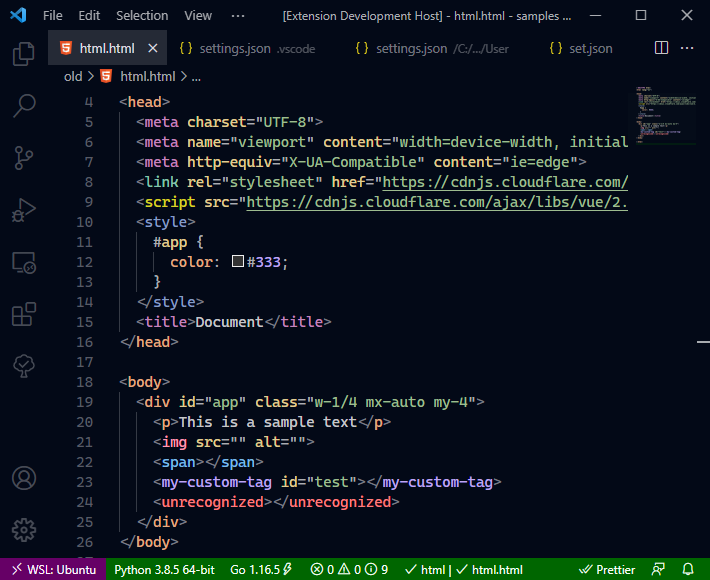 File Edit Selection View ··· [Extension Development Host] - html.html - samples ...
html.html settings.json .vscode settings.json /C:/.../User set.json ···
old > html.html > ...
4 <head>
5 <meta charset="UTF-8">
6 <meta name="viewport" content="width=device-width, initial
7 <meta http-equiv="X-UA-Compatible" content="ie=edge">
8 <link rel="stylesheet" href="https://cdnjs.cloudflare.com/
9 <script src="https://cdnjs.cloudflare.com/ajax/libs/vue/2.
10 <style>
11 #app {
12 color: #333;
13 }
14 </style>
15 <title>Document</title>
16 </head>
17
18 <body>
19 <div id="app" class="w-1/4 mx-auto my-4">
20 <p>This is a sample text</p>
21 <img src="" alt="">
22 <span></span>
23 <my-custom-tag id="test"></my-custom-tag>
24 <unrecognized></unrecognized>
25 </div>
26 </body>
WSL: Ubuntu Python 3.8.5 64-bit Go 1.16.5 0 0 9 html | html.html Prettier